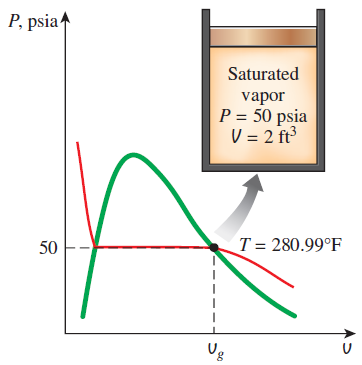 P, psia
Saturated
vapor
P = 50 psia
V = 2 ft³
50
T = 280.99°F
υg
υ